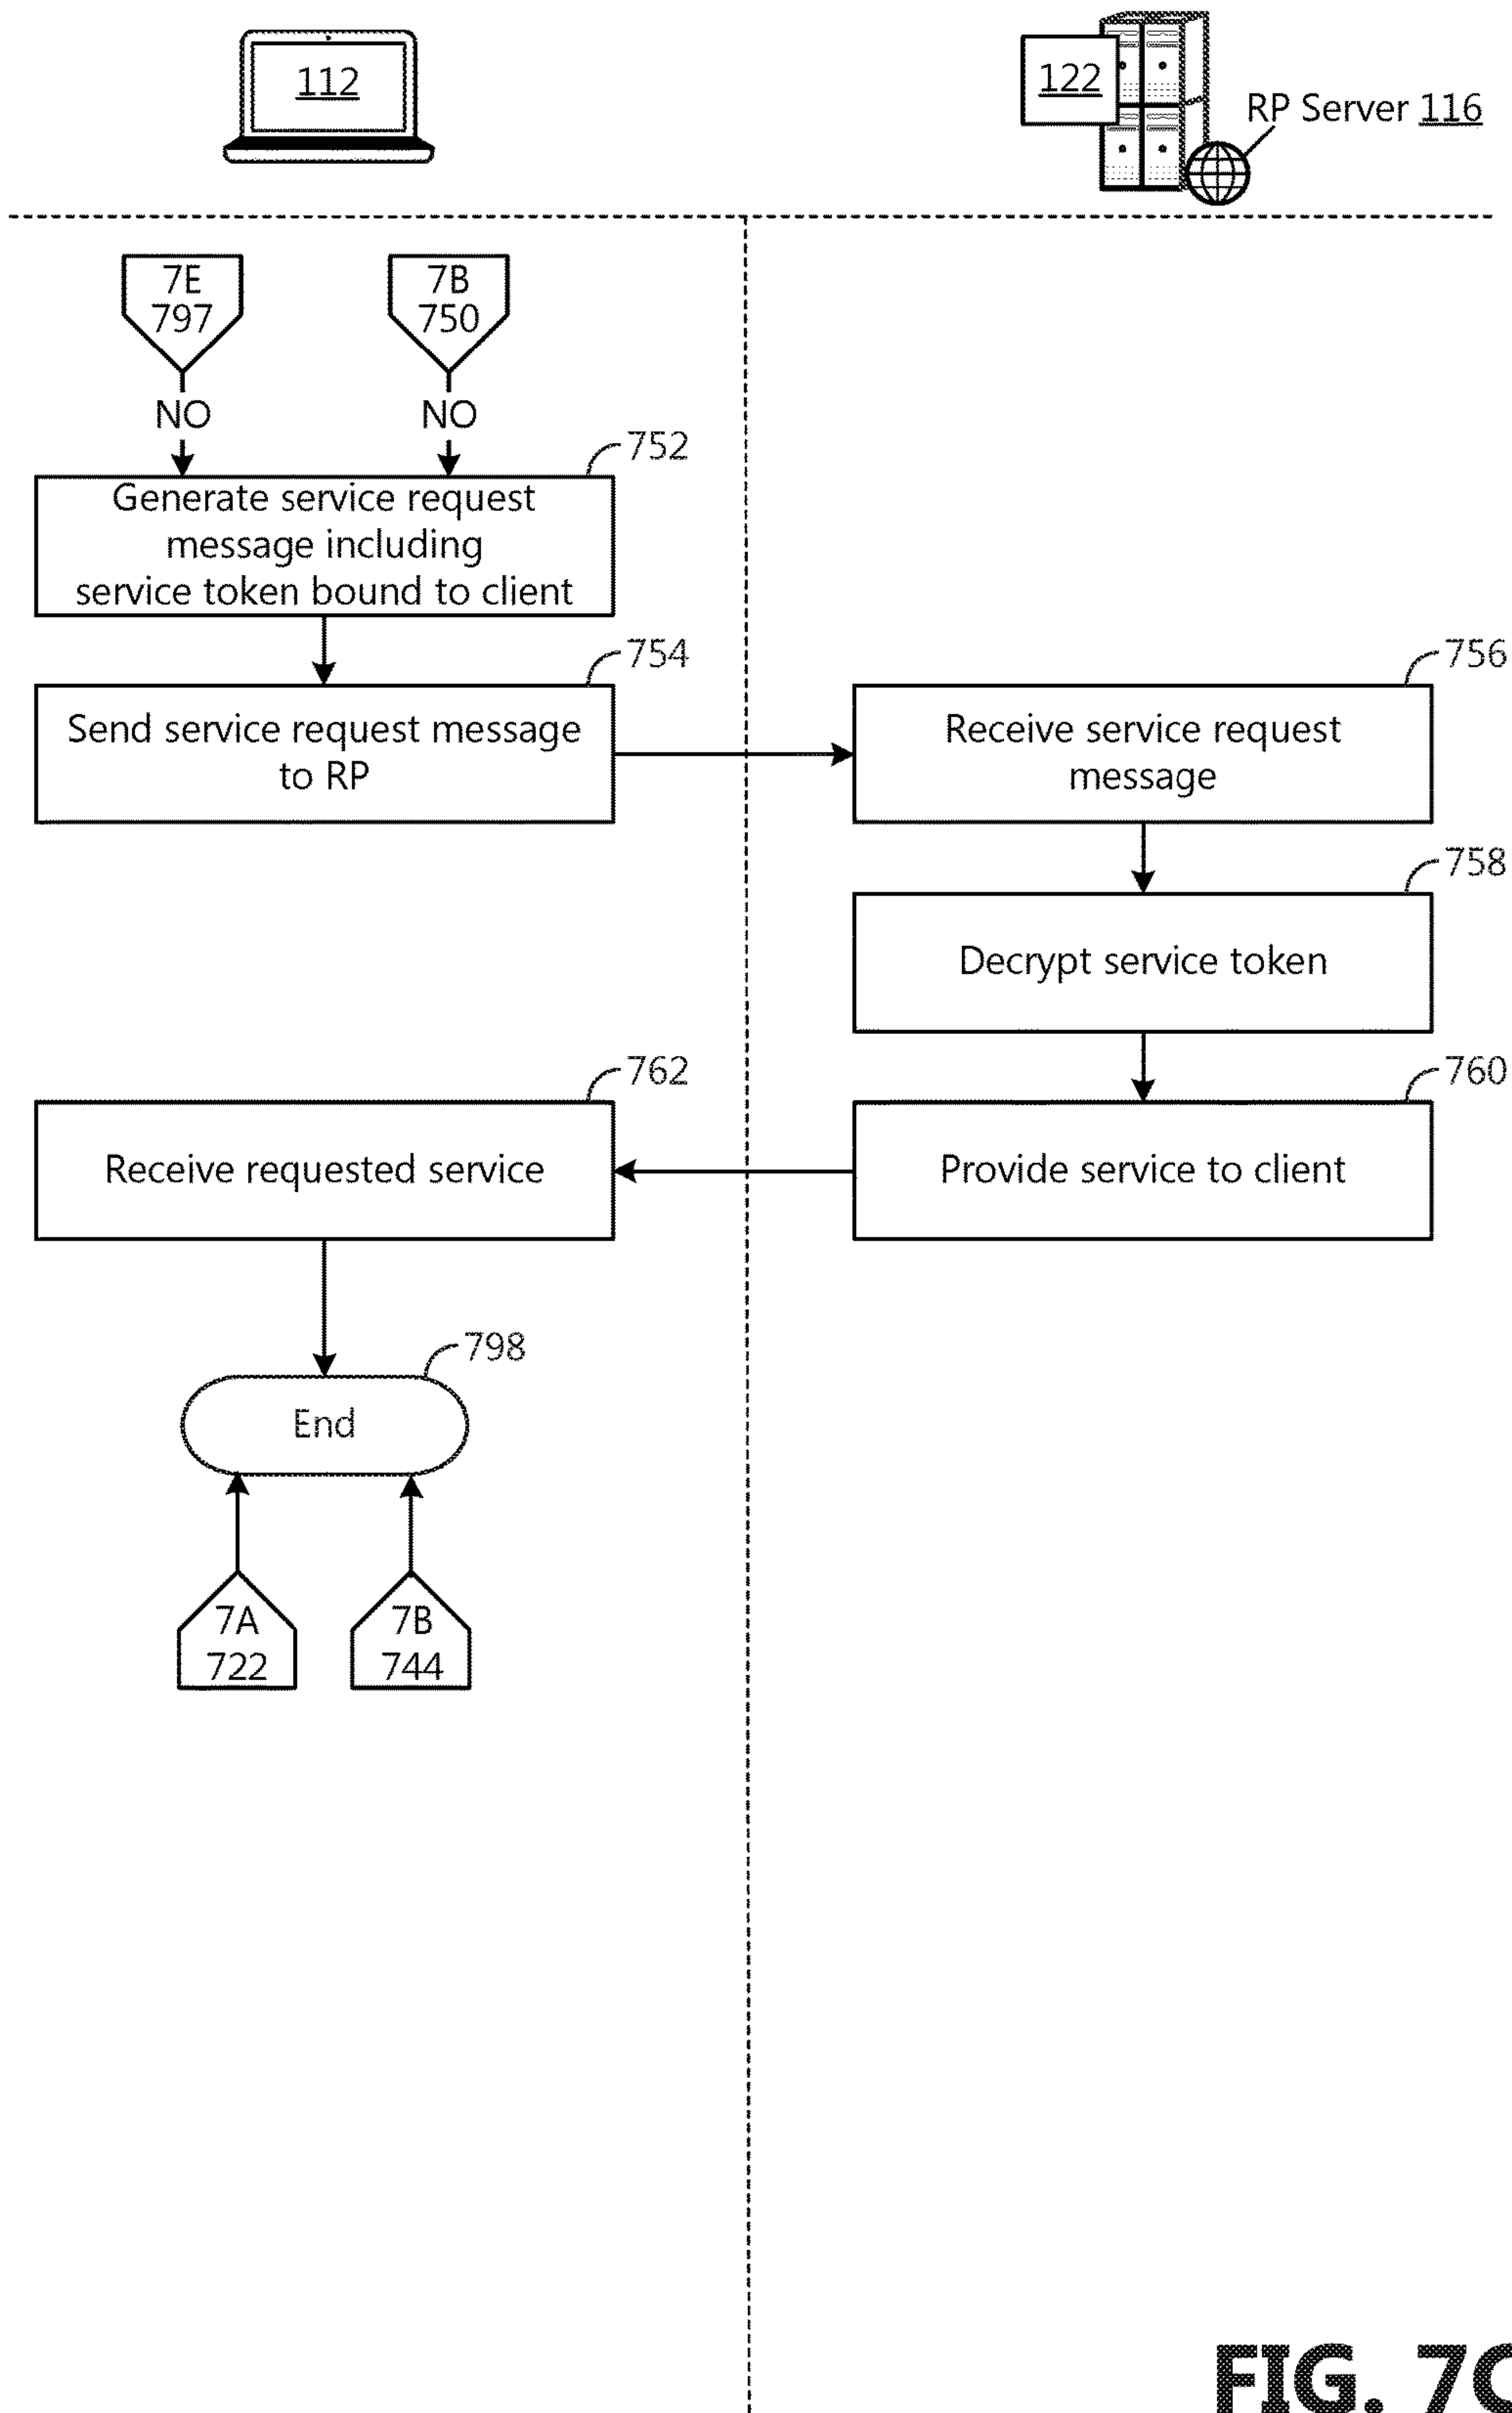 112
122
RP Server 116
7E
797
7B
750
NO
NO
752
Generate service request
message including
service token bound to client
754
Send service request message
to RP
756
Receive service request
message
758
Decrypt service token
762
Receive requested service
760
Provide service to client
798
End
7A
722
7B
744
FIG. 7C